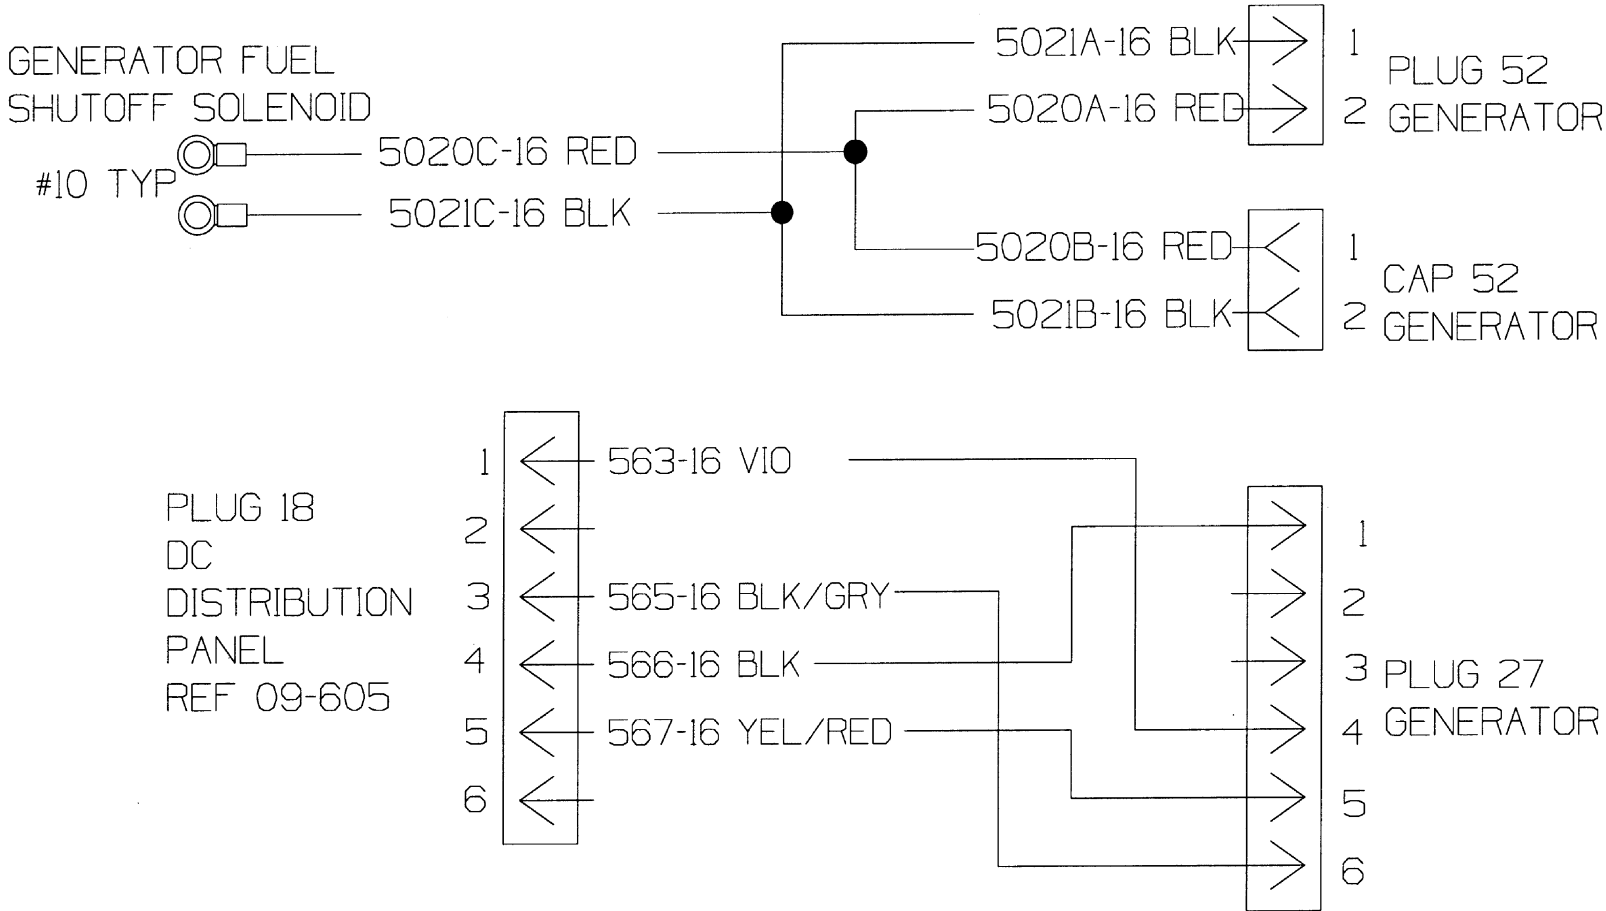 GENERATOR FUEL
SHUTOFF SOLENOID
#10 TYP
5020C-16 RED
5021C-16 BLK
5021A-16 BLK
5020A-16 RED
1
2
PLUG 52
GENERATOR
5020B-16 RED
5021B-16 BLK
1
2
CAP 52
GENERATOR
PLUG 18
DC
DISTRIBUTION
PANEL
REF 09-605
1
2
3
4
5
6
563-16 VIO
565-16 BLK/GRY
566-16 BLK
567-16 YEL/RED
1
2
3
4
5
6
PLUG 27
GENERATOR